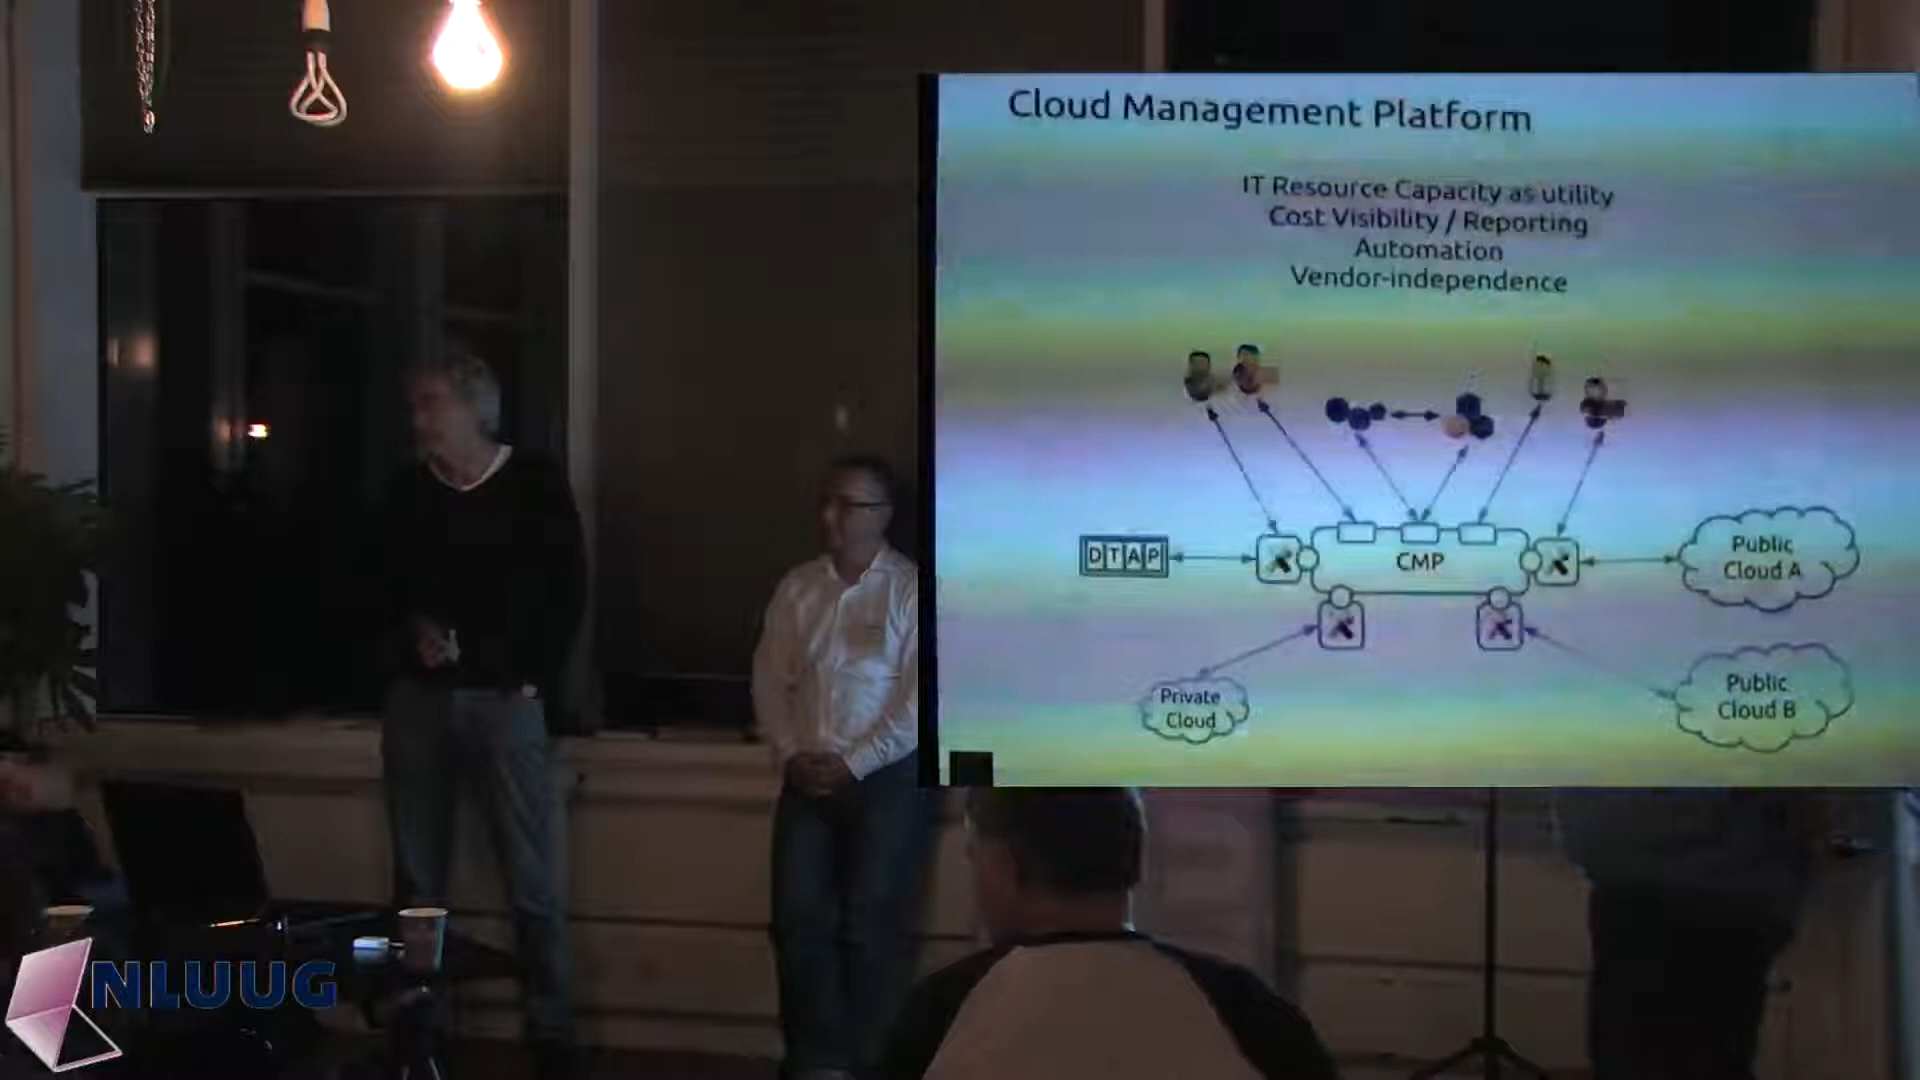 Cloud Management Platform
IT Resource Capacity as utility
Cost Visibility / Reporting
Automation
Vendor-independence
D T A P
CMP
Public
Cloud A
Private
Cloud
Public
Cloud B
NLUUG